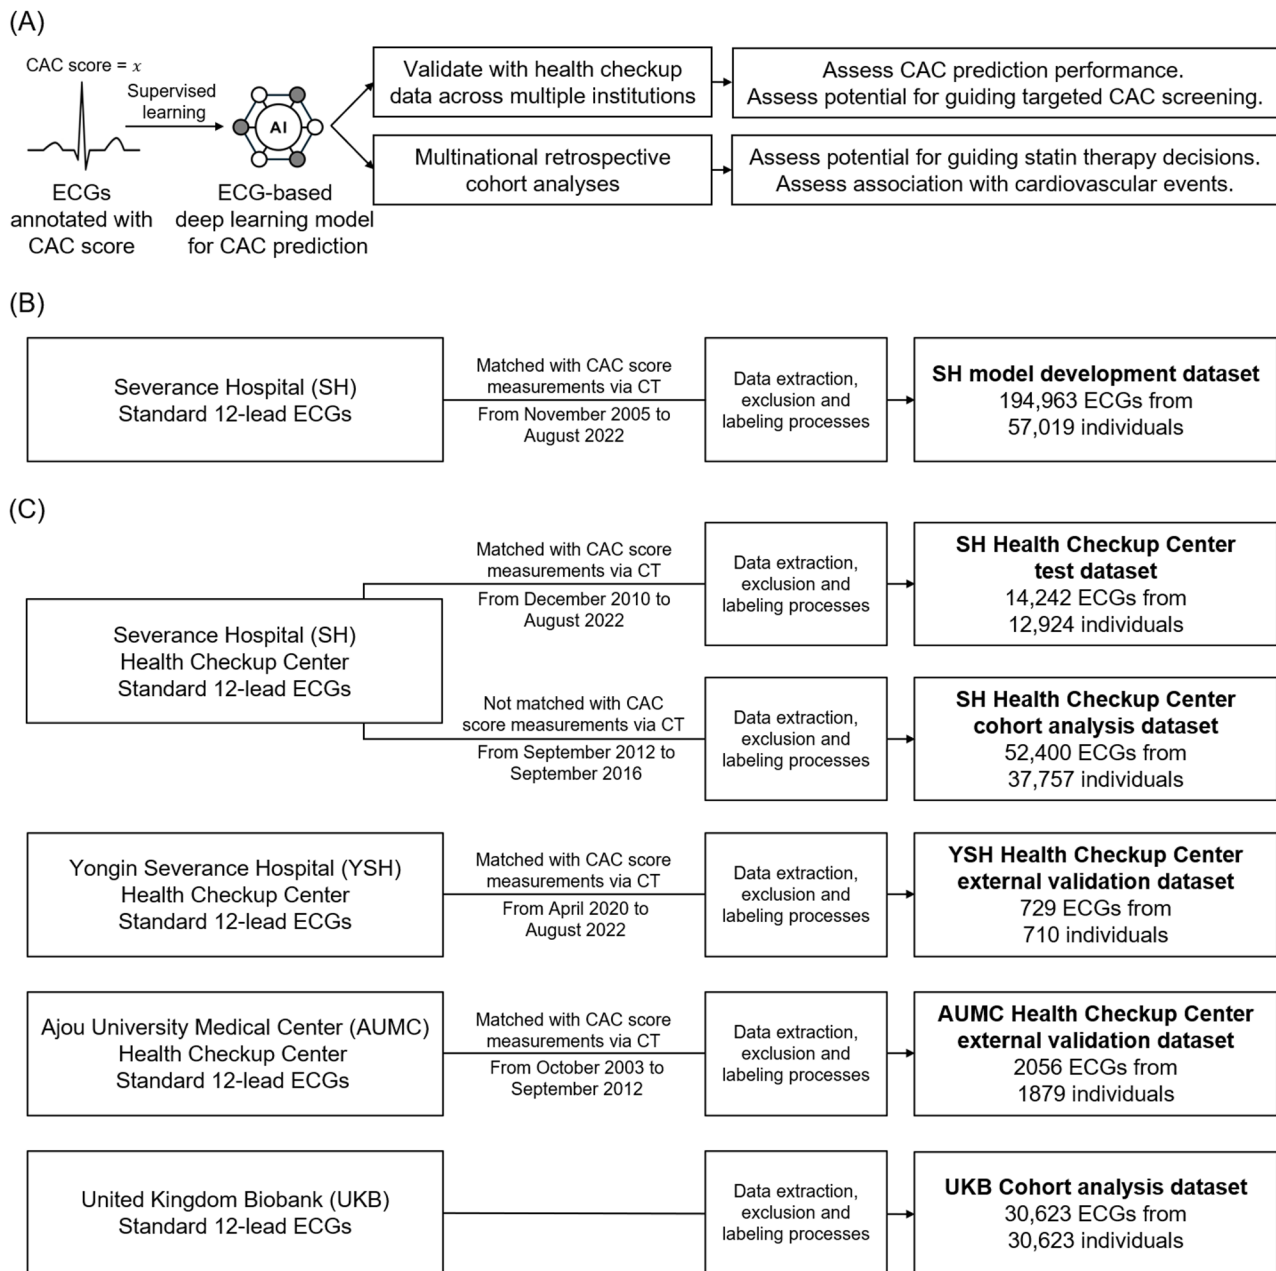 (A)
CAC score = x
Supervised
learning
AI
ECGs
annotated with
CAC score
ECG-based
deep learning model
for CAC prediction
Validate with health checkup
data across multiple institutions
Assess CAC prediction performance.
Assess potential for guiding targeted CAC screening.
Multinational retrospective
cohort analyses
Assess potential for guiding statin therapy decisions.
Assess association with cardiovascular events.
(B)
Severance Hospital (SH)
Standard 12-lead ECGs
Matched with CAC score
measurements via CT
From November 2005 to
August 2022
Data extraction,
exclusion and
labeling processes
SH model development dataset
194,963 ECGs from
57,019 individuals
(C)
Severance Hospital (SH)
Health Checkup Center
Standard 12-lead ECGs
Matched with CAC score
measurements via CT
From December 2010 to
August 2022
Data extraction,
exclusion and
labeling processes
SH Health Checkup Center
test dataset
14,242 ECGs from
12,924 individuals
Not matched with CAC
score measurements via CT
From September 2012 to
September 2016
Data extraction,
exclusion and
labeling processes
SH Health Checkup Center
cohort analysis dataset
52,400 ECGs from
37,757 individuals
Yongin Severance Hospital (YSH)
Health Checkup Center
Standard 12-lead ECGs
Matched with CAC score
measurements via CT
From April 2020 to
August 2022
Data extraction,
exclusion and
labeling processes
YSH Health Checkup Center
external validation dataset
729 ECGs from
710 individuals
Ajou University Medical Center (AUMC)
Health Checkup Center
Standard 12-lead ECGs
Matched with CAC score
measurements via CT
From October 2003 to
September 2012
Data extraction,
exclusion and
labeling processes
AUMC Health Checkup Center
external validation dataset
2056 ECGs from
1879 individuals
United Kingdom Biobank (UKB)
Standard 12-lead ECGs
Data extraction,
exclusion and
labeling processes
UKB Cohort analysis dataset
30,623 ECGs from
30,623 individuals